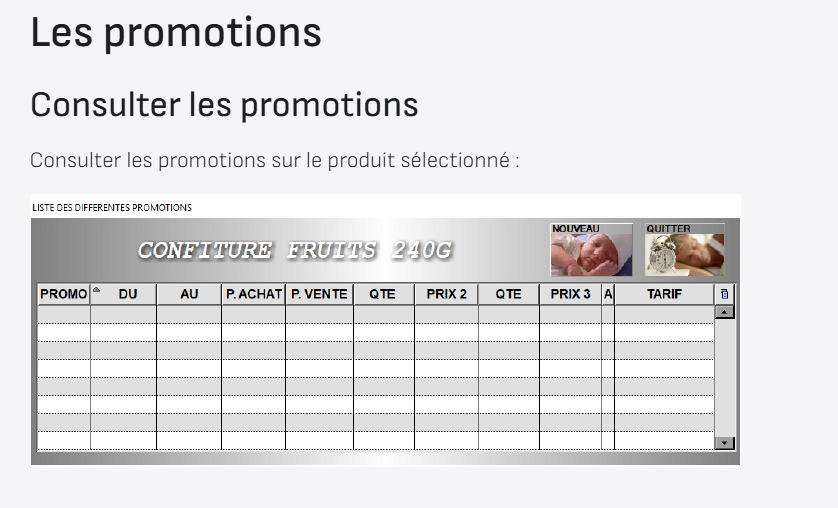 Les promotions
Consulter les promotions
Consulter les promotions sur le produit sélectionné :
LISTE DES DIFFERENTES PROMOTIONS
NOUVEAU QUITTER
CONFITURE FRUITS 240G
PROMO DU AU P. ACHAT P. VENTE QTE PRIX 2 QTE PRIX 3 A TARIF